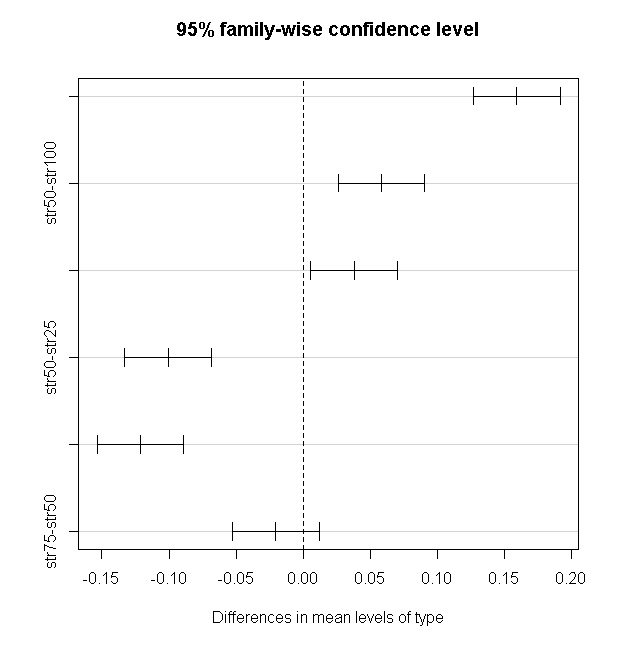 95% family-wise confidence level
str50-str100
str50-str25
str75-str50
-0.15 -0.10 -0.05 0.00 0.05 0.10 0.15 0.20
Differences in mean levels of type